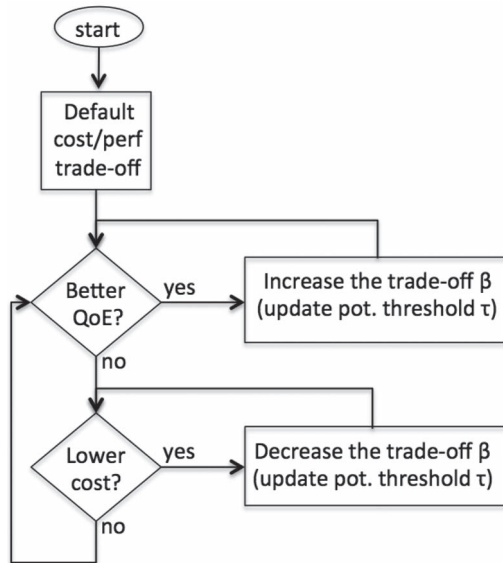 start
Default
cost/perf
trade-off
Better
QoE?
yes
Increase the trade-off β
(update pot. threshold τ)
no
Lower
cost?
yes
Decrease the trade-off β
(update pot. threshold τ)
no